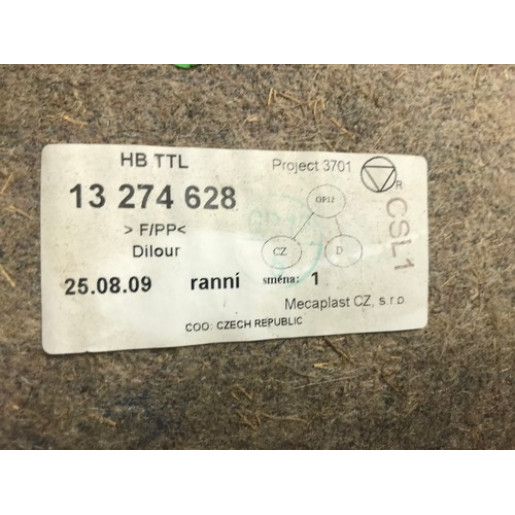 HB TTL
Project 3701
R
13 274 628
GP12
> F/PP<
Dilour
CZ
D
CSL1
25.08.09 ranní směna: 1
Mecaplast CZ, s.r.o.
COO: CZECH REPUBLIC